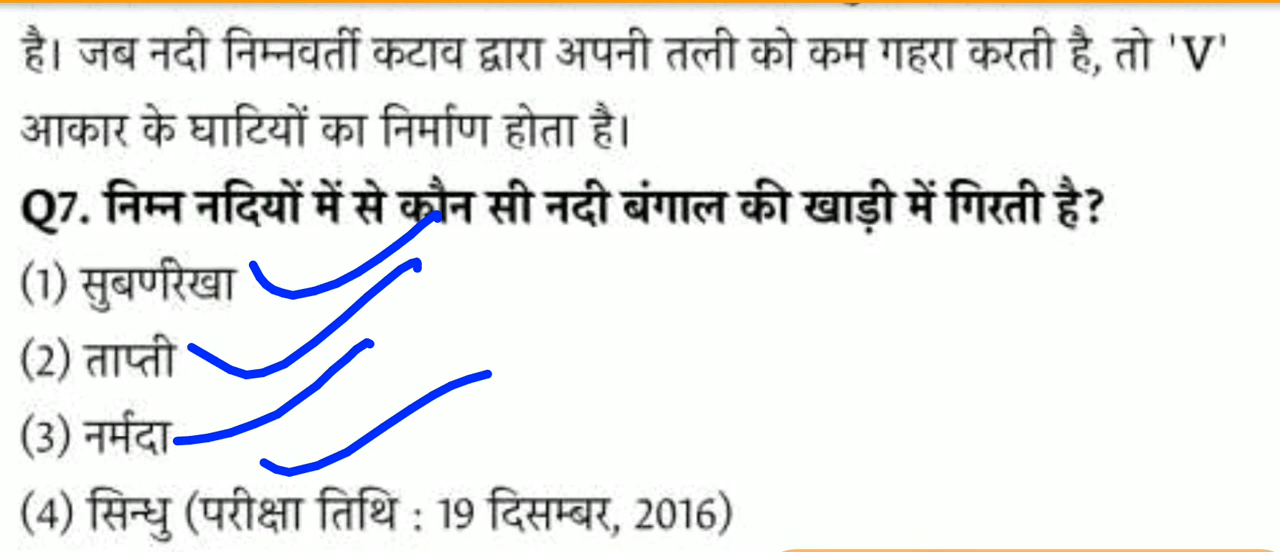 है। जब नदी निम्नवर्ती कटाव द्वारा अपनी तली को कम गहरा करती है, तो 'V'
आकार के घाटियों का निर्माण होता है।
Q7. निम्न नदियों में से कौन सी नदी बंगाल की खाड़ी में गिरती है?
(1) सुबर्णरेखा
(2) ताप्ती
(3) नर्मदा
(4) सिन्धु (परीक्षा तिथि : 19 दिसम्बर, 2016)